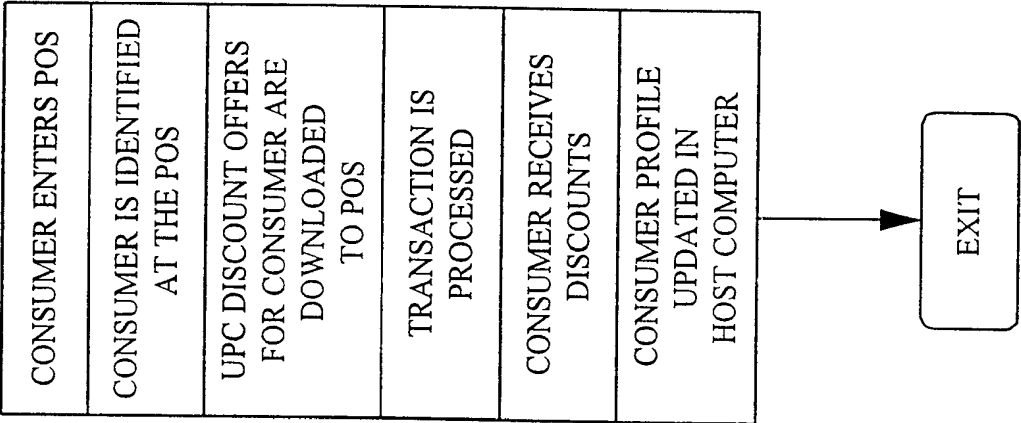 CONSUMER ENTERS POS
CONSUMER IS IDENTIFIED
AT THE POS
UPC DISCOUNT OFFERS
FOR CONSUMER ARE
DOWNLOADED
TO POS
TRANSACTION IS
PROCESSED
CONSUMER RECEIVES
DISCOUNTS
CONSUMER PROFILE
UPDATED IN
HOST COMPUTER
EXIT